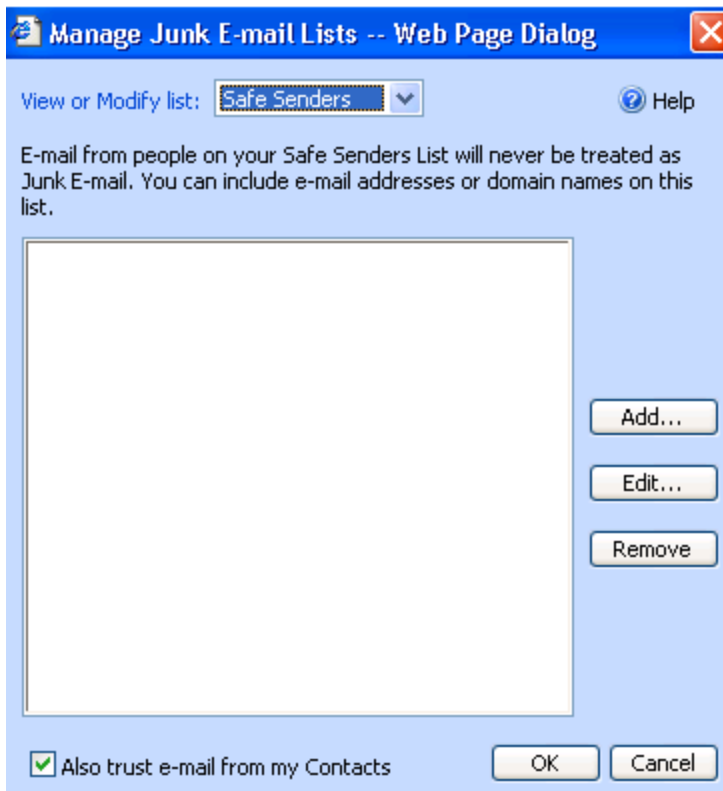 Manage Junk E-mail Lists -- Web Page Dialog
View or Modify list: Safe Senders Help
E-mail from people on your Safe Senders List will never be treated as
Junk E-mail. You can include e-mail addresses or domain names on this
list.
Add...
Edit...
Remove
Also trust e-mail from my Contacts OK Cancel